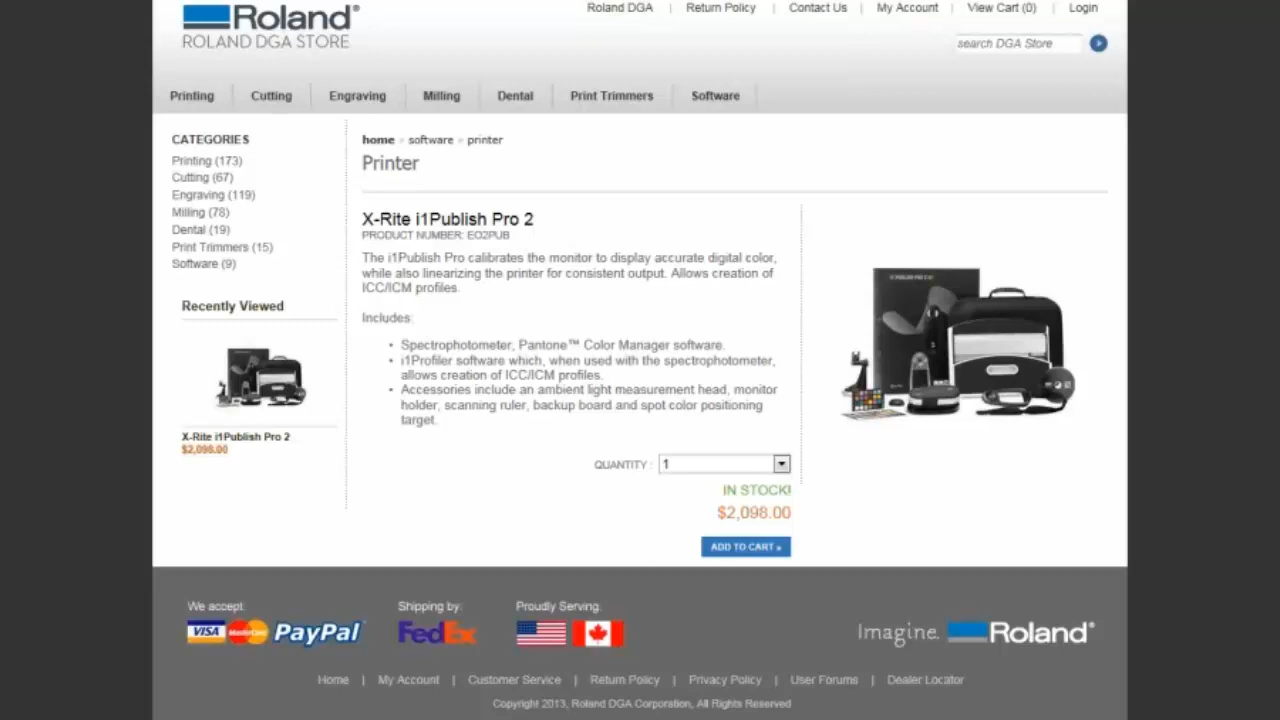 Roland®
ROLAND DGA STORE
Roland DGA | Return Policy | Contact Us | My Account | View Cart (0) | Login
search DGA Store
Printing Cutting Engraving Milling Dental Print Trimmers Software
CATEGORIES
Printing (173)
Cutting (67)
Engraving (119)
Milling (78)
Dental (19)
Print Trimmers (15)
Software (9)
Recently Viewed
X-Rite i1Publish Pro 2
$2,098.00
home » software » printer
Printer
X-Rite i1Publish Pro 2
PRODUCT NUMBER: EO2PUB
The i1Publish Pro calibrates the monitor to display accurate digital color,
while also linearizing the printer for consistent output. Allows creation of
ICC/ICM profiles.
Includes:
• Spectrophotometer, Pantone™ Color Manager software.
• i1Profiler software which, when used with the spectrophotometer,
allows creation of ICC/ICM profiles.
• Accessories include an ambient light measurement head, monitor
holder, scanning ruler, backup board and spot color positioning
target.
QUANTITY : 1
IN STOCK!
$2,098.00
ADD TO CART »
We accept:
VISA MasterCard PayPal
Shipping by:
FedEx
Proudly Serving:
Imagine. Roland®
Home | My Account | Customer Service | Return Policy | Privacy Policy | User Forums | Dealer Locator
Copyright 2013, Roland DGA Corporation, All Rights Reserved